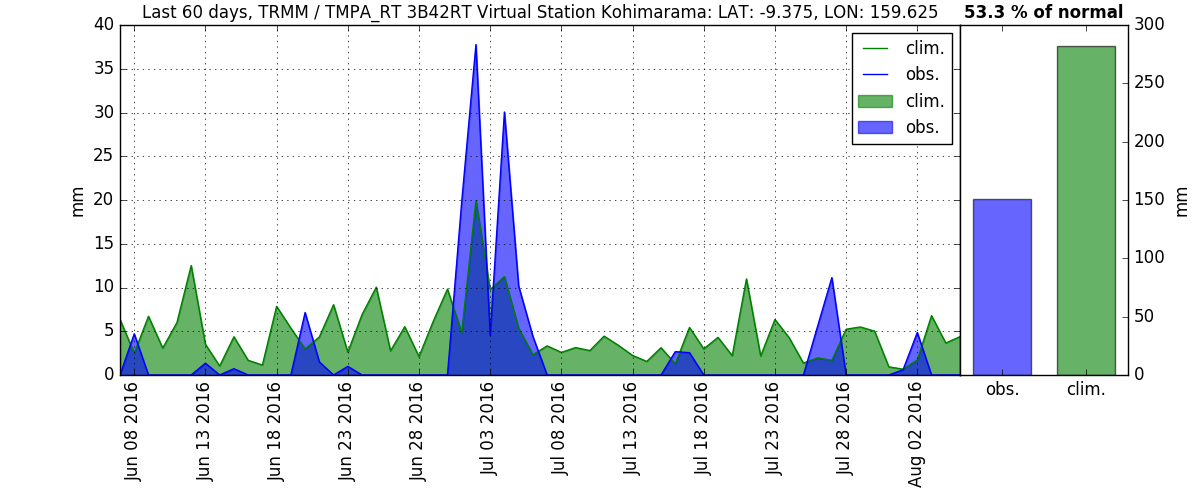 Last 60 days, TRMM / TMPA_RT 3B42RT Virtual Station Kohimarama: LAT: -9.375, LON: 159.625
53.3 % of normal
40
35
30
25
20
15
10
5
0
mm
clim.
obs.
clim.
obs.
Jun 08 2016
Jun 13 2016
Jun 18 2016
Jun 23 2016
Jun 28 2016
Jul 03 2016
Jul 08 2016
Jul 13 2016
Jul 18 2016
Jul 23 2016
Jul 28 2016
Aug 02 2016
300
250
200
150
100
50
0
mm
obs.
clim.